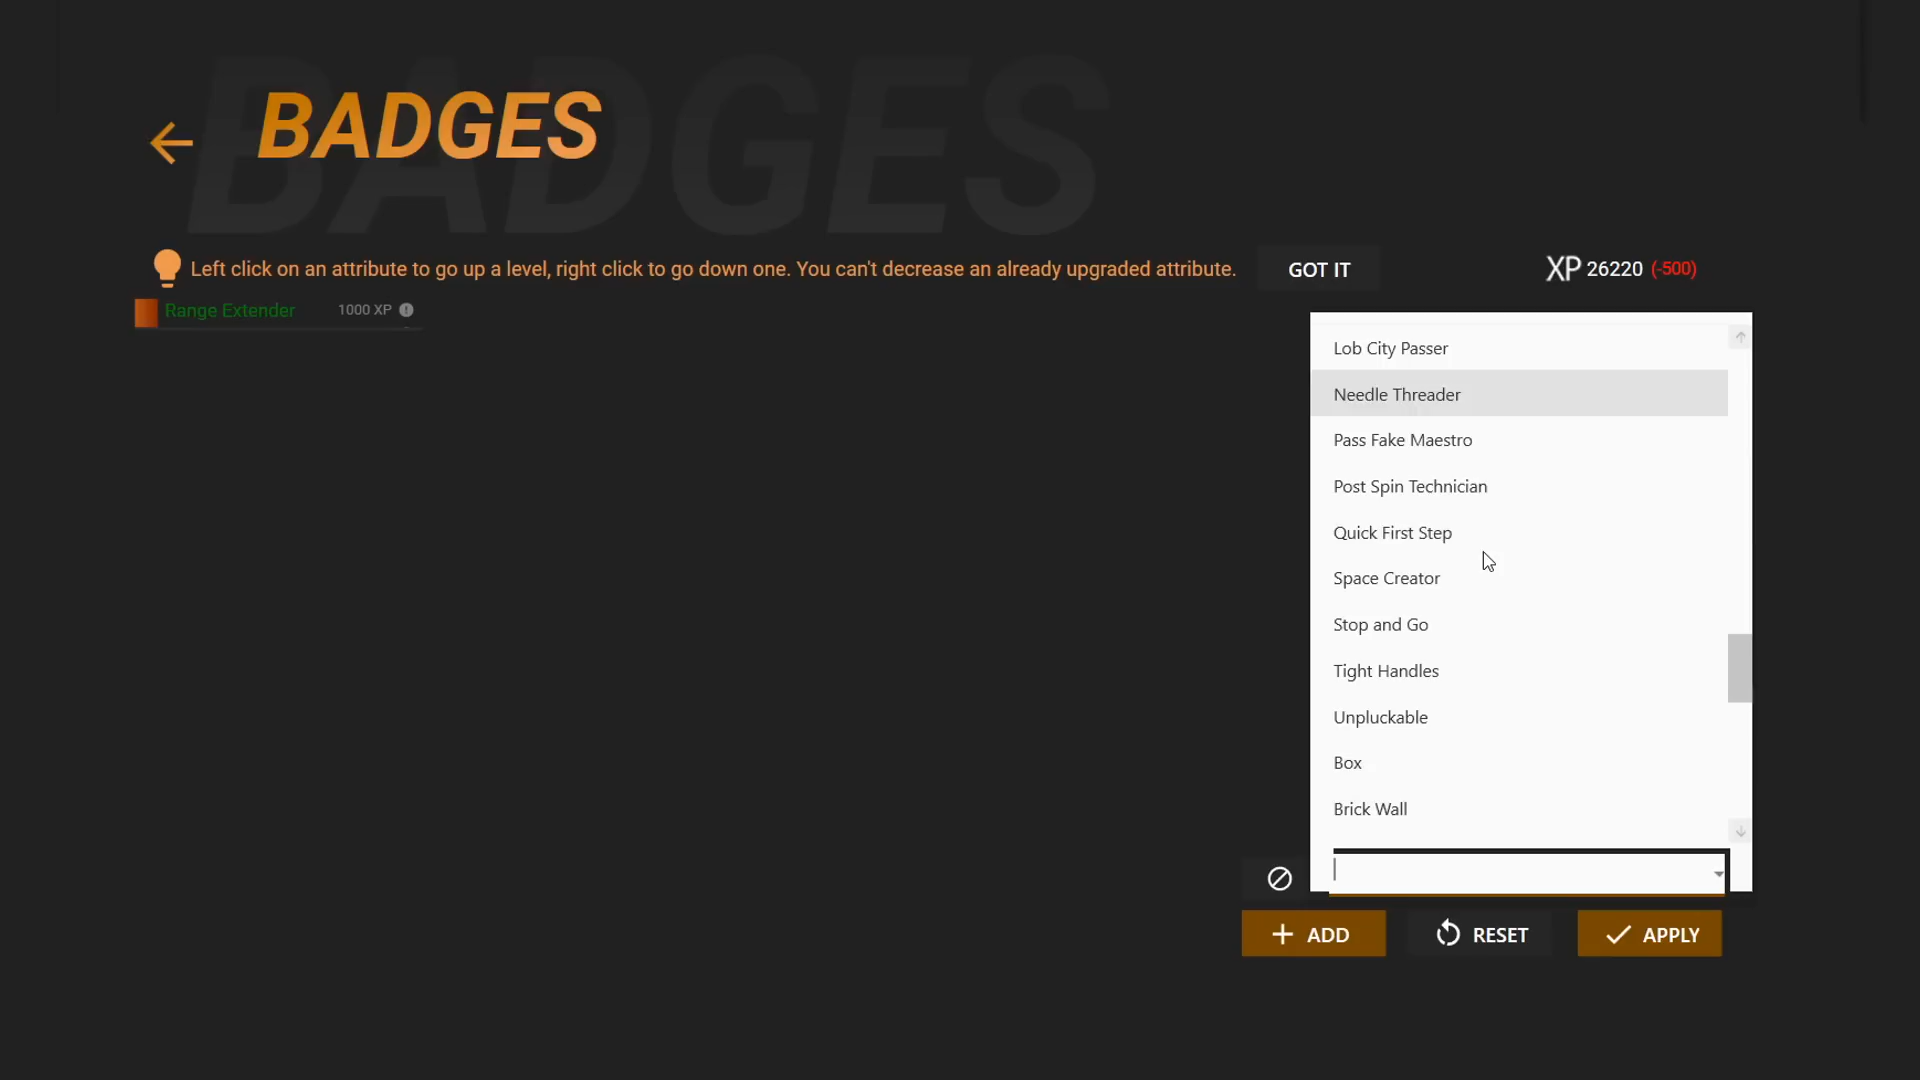 BADGES
BADGES
Left click on an attribute to go up a level, right click to go down one. You can't decrease an already upgraded attribute.
GOT IT
XP 26220 (-500)
Range Extender 1000 XP
Lob City Passer
Needle Threader
Pass Fake Maestro
Post Spin Technician
Quick First Step
Space Creator
Stop and Go
Tight Handles
Unpluckable
Box
Brick Wall
ADD
RESET
APPLY